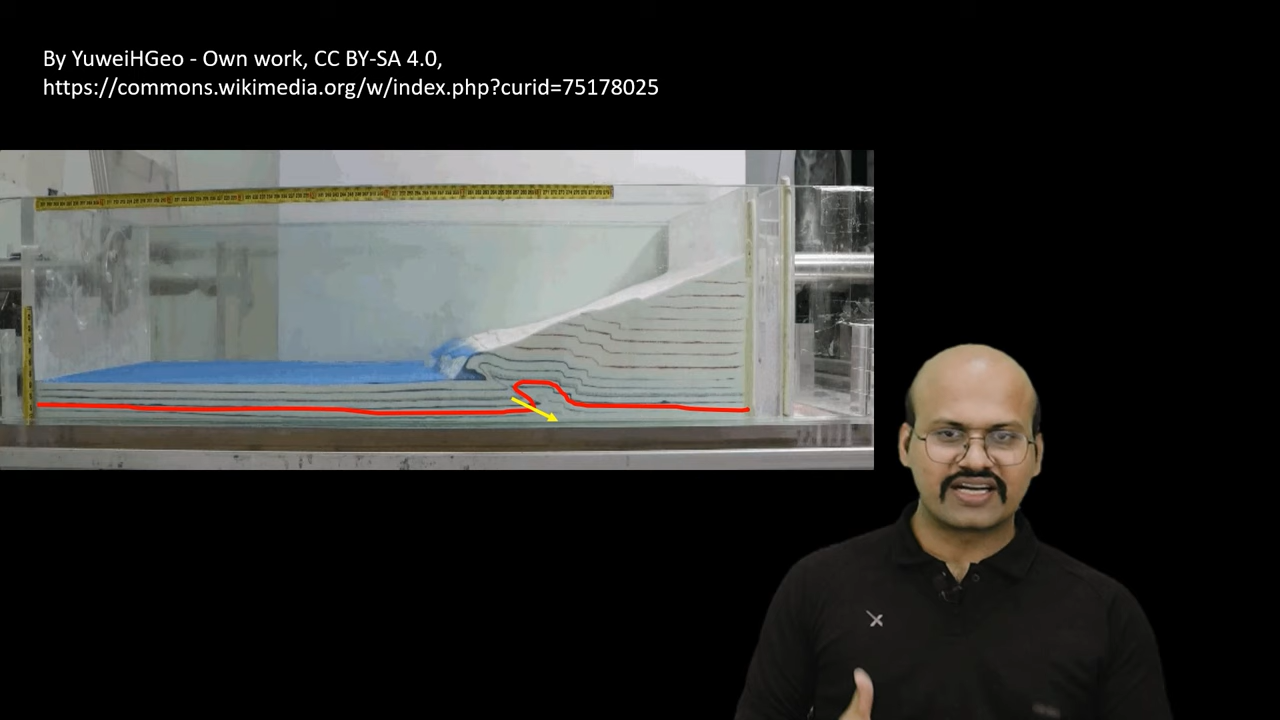 By YuweiHGeo - Own work, CC BY-SA 4.0,
https://commons.wikimedia.org/w/index.php?curid=75178025